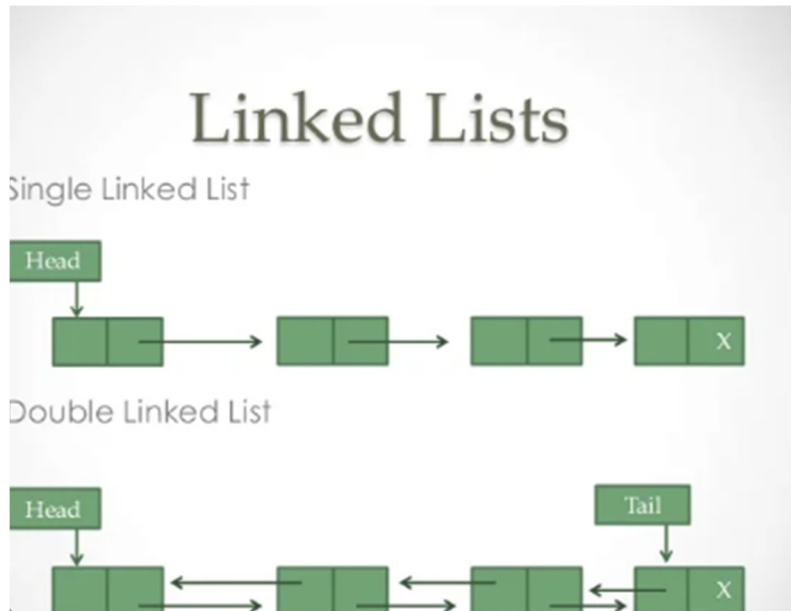 Linked Lists
Single Linked List
Head
X
Double Linked List
Head
Tail
X